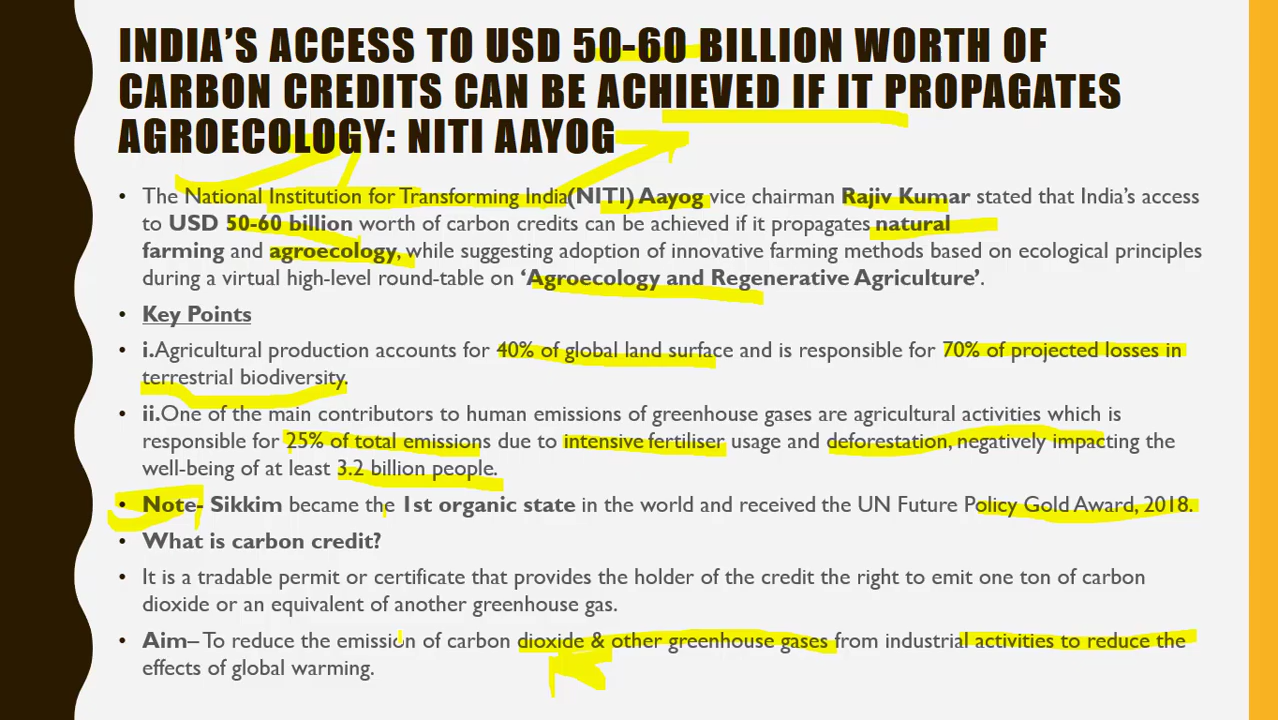 INDIA'S ACCESS TO USD 50-60 BILLION WORTH OF
CARBON CREDITS CAN BE ACHIEVED IF IT PROPAGATES
AGROECOLOGY: NITI AAYOG
• The National Institution for Transforming India(NITI) Aayog vice chairman Rajiv Kumar stated that India's access
to USD 50-60 billion worth of carbon credits can be achieved if it propagates natural
farming and agroecology, while suggesting adoption of innovative farming methods based on ecological principles
during a virtual high-level round-table on 'Agroecology and Regenerative Agriculture'.
• Key Points
• i.Agricultural production accounts for 40% of global land surface and is responsible for 70% of projected losses in
terrestrial biodiversity.
• ii.One of the main contributors to human emissions of greenhouse gases are agricultural activities which is
responsible for 25% of total emissions due to intensive fertiliser usage and deforestation, negatively impacting the
well-being of at least 3.2 billion people.
• Note- Sikkim became the 1st organic state in the world and received the UN Future Policy Gold Award, 2018.
• What is carbon credit?
• It is a tradable permit or certificate that provides the holder of the credit the right to emit one ton of carbon
dioxide or an equivalent of another greenhouse gas.
• Aim– To reduce the emission of carbon dioxide & other greenhouse gases from industrial activities to reduce the
effects of global warming.